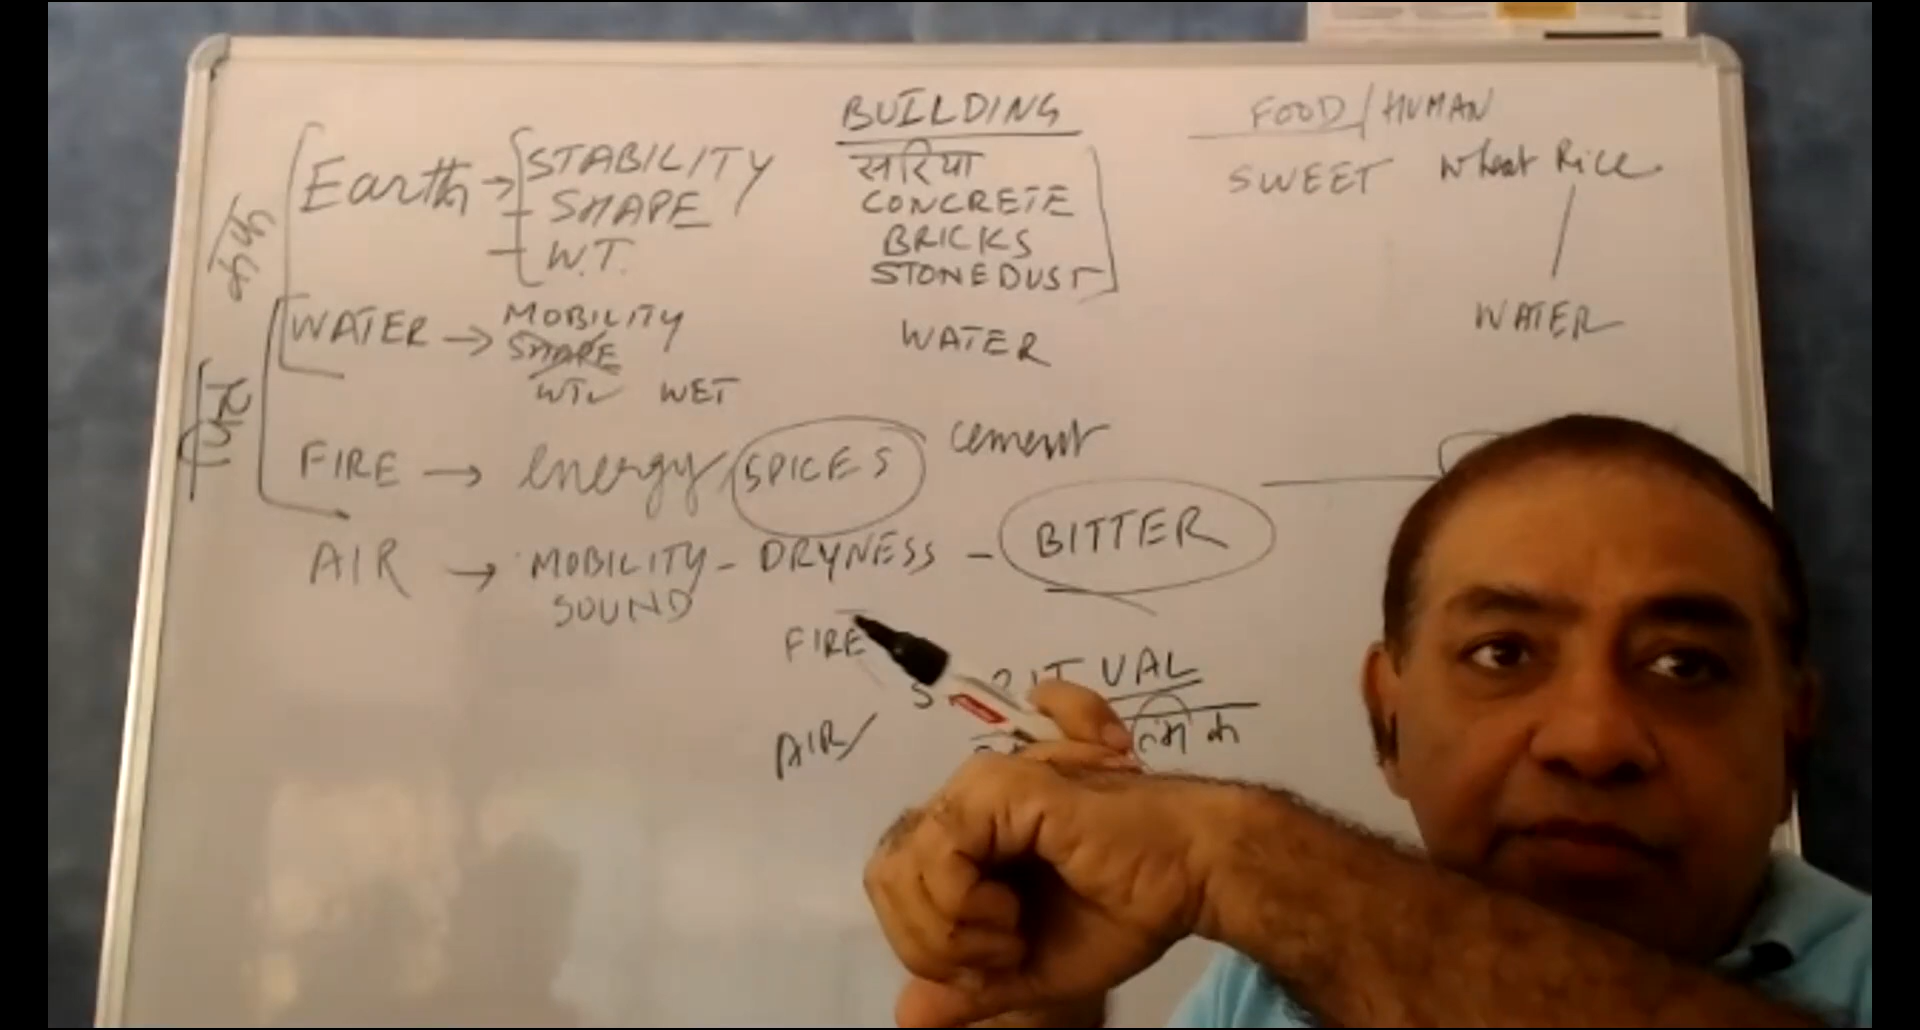 BUILDING FOOD/HUMAN
Earth → STABILITY सरिया SWEET Wheat Rice
SHAPE CONCRETE
W.T. BRICKS
STONEDUST
कफ
WATER → MOBILITY WATER WATER
SHAPE
WT ✓ WET
पित्त
FIRE → energy SPICES cement
AIR → MOBILITY - DRYNESS - BITTER
SOUND
FIRE
AIR